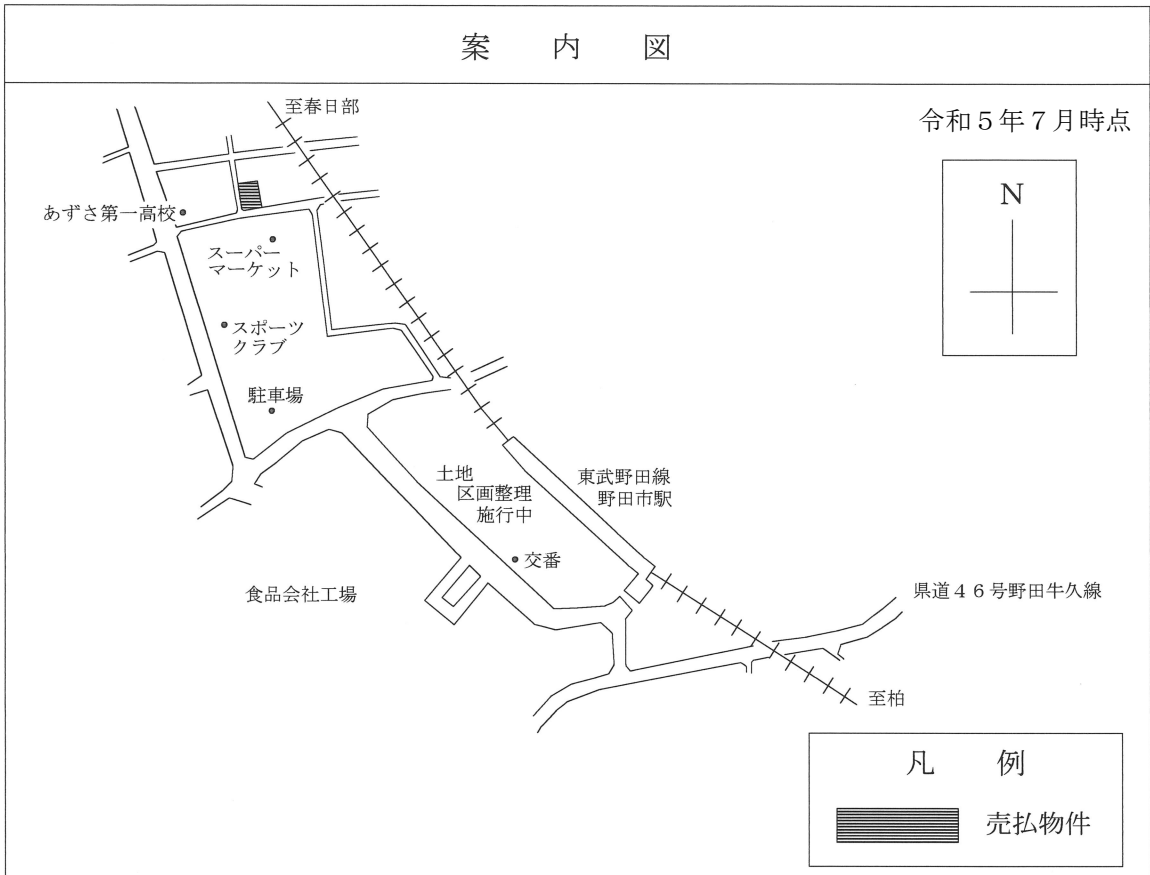 案内図
令和5年7月時点
至春日部
N
あずさ第一高校
スーパー
マーケット
スポーツ
クラブ
駐車場
土地
区画整理
施行中
東武野田線
野田市駅
交番
食品会社工場
県道46号野田牛久線
至柏
凡例
売払物件